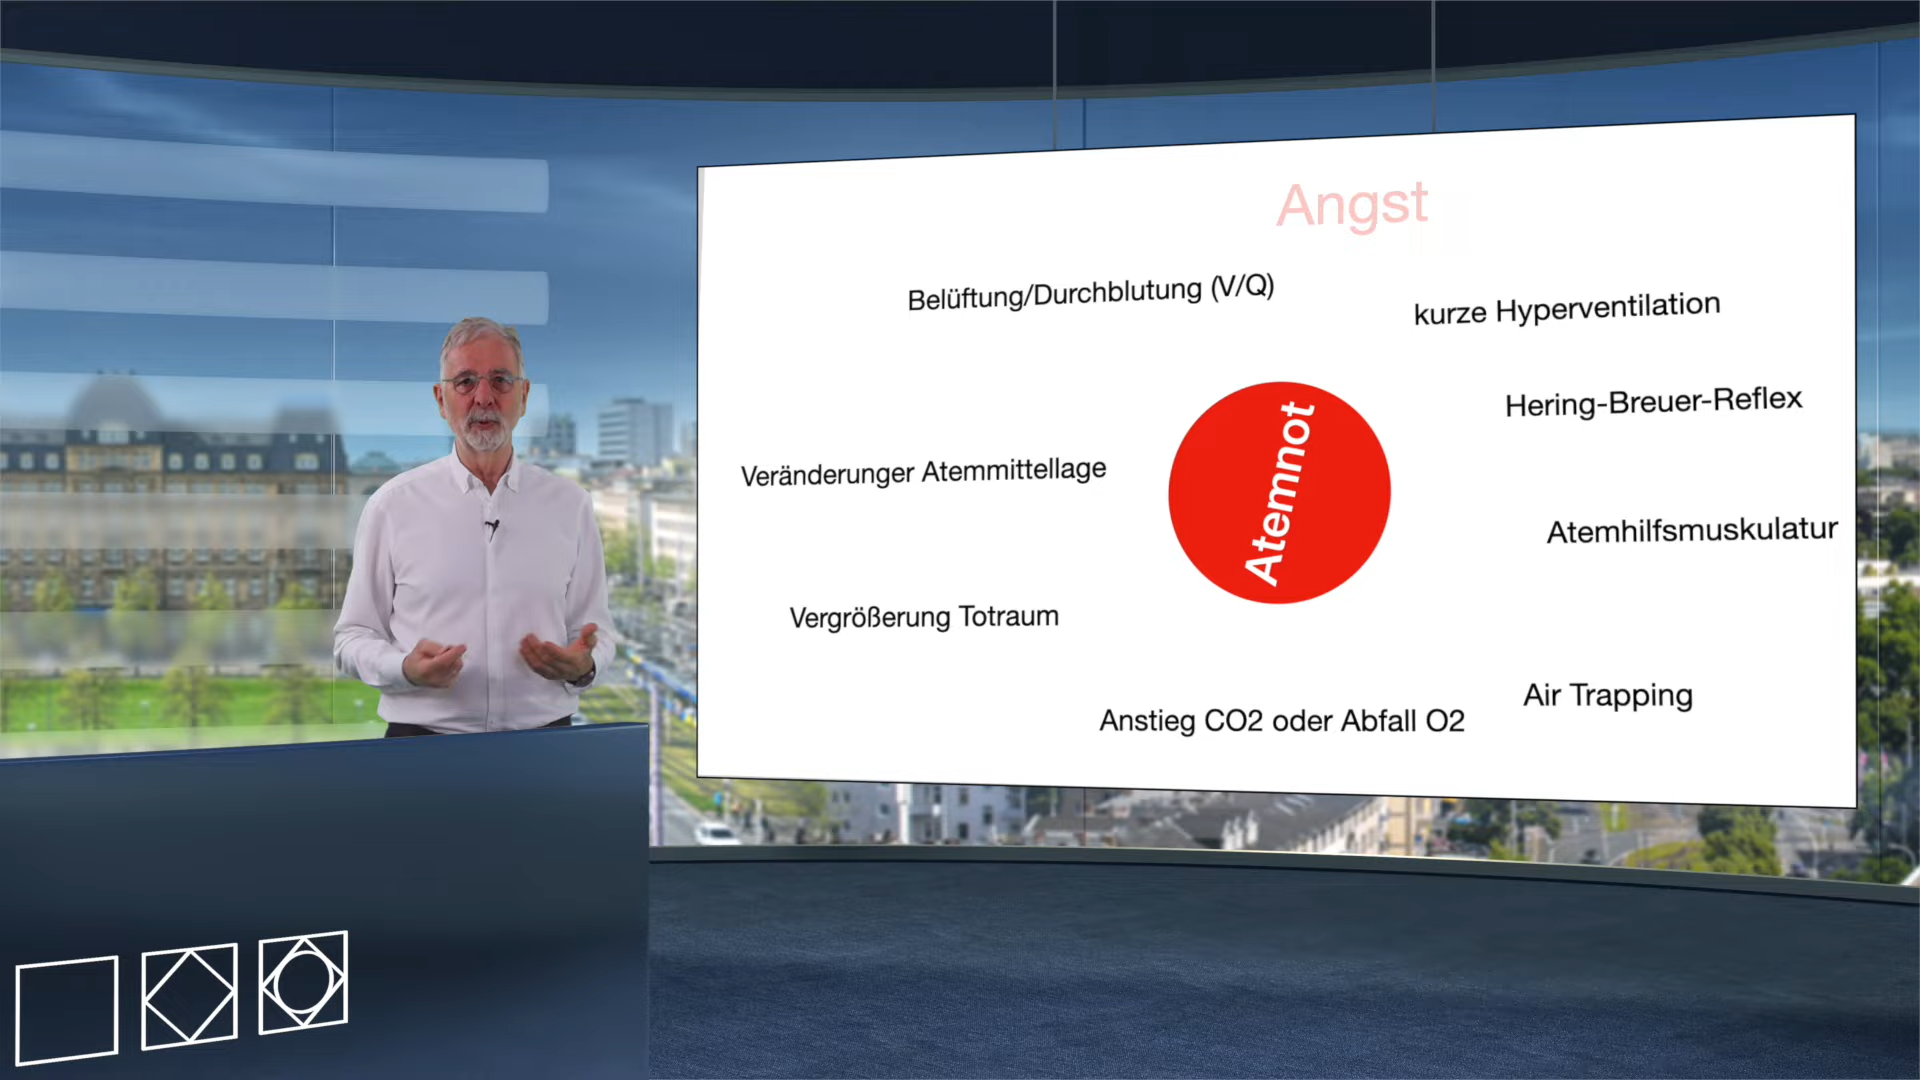 Angst
Belüftung/Durchblutung (V/Q)
kurze Hyperventilation
Hering-Breuer-Reflex
Atemnot
Veränderunger Atemmittellage
Atemhilfsmuskulatur
Vergrößerung Totraum
Air Trapping
Anstieg CO2 oder Abfall O2